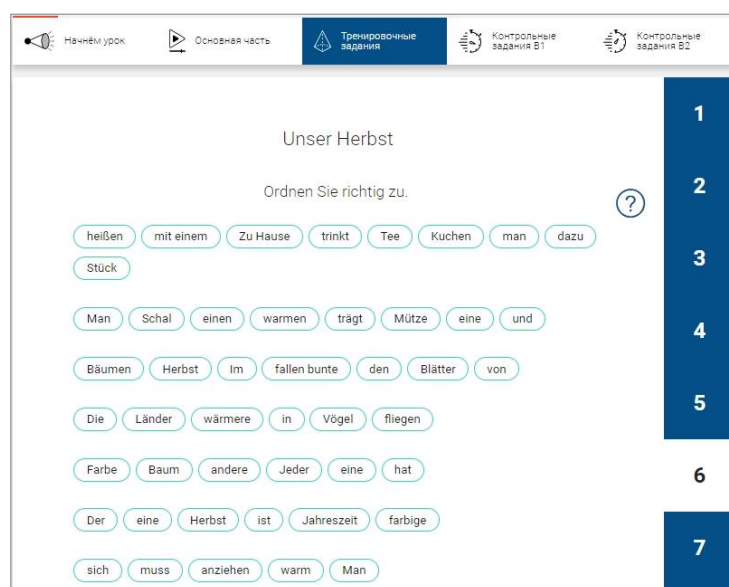 Начнём урок
Основная часть
Тренировочные
задания
Контрольные
задания В1
Контрольные
задания В2
Unser Herbst
Ordnen Sie richtig zu.
?
heißen mit einem Zu Hause trinkt Tee Kuchen man dazu
Stück
Man Schal einen warmen trägt Mütze eine und
Bäumen Herbst Im fallen bunte den Blätter von
Die Länder wärmere in Vögel fliegen
Farbe Baum andere Jeder eine hat
Der eine Herbst ist Jahreszeit farbige
sich muss anziehen warm Man
1
2
3
4
5
6
7